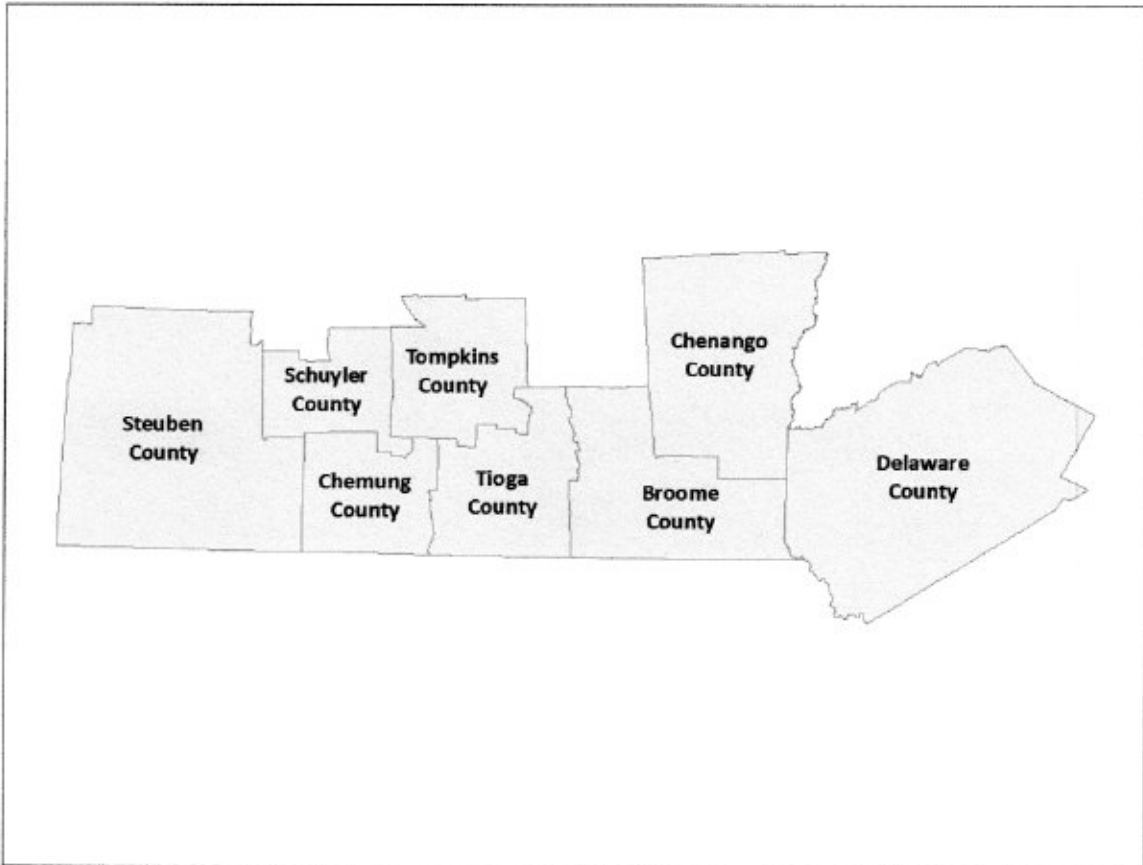 Chenango
County
Tompkins
County
Schuyler
County
Steuben
County
Delaware
County
Chemung
County
Tioga
County
Broome
County